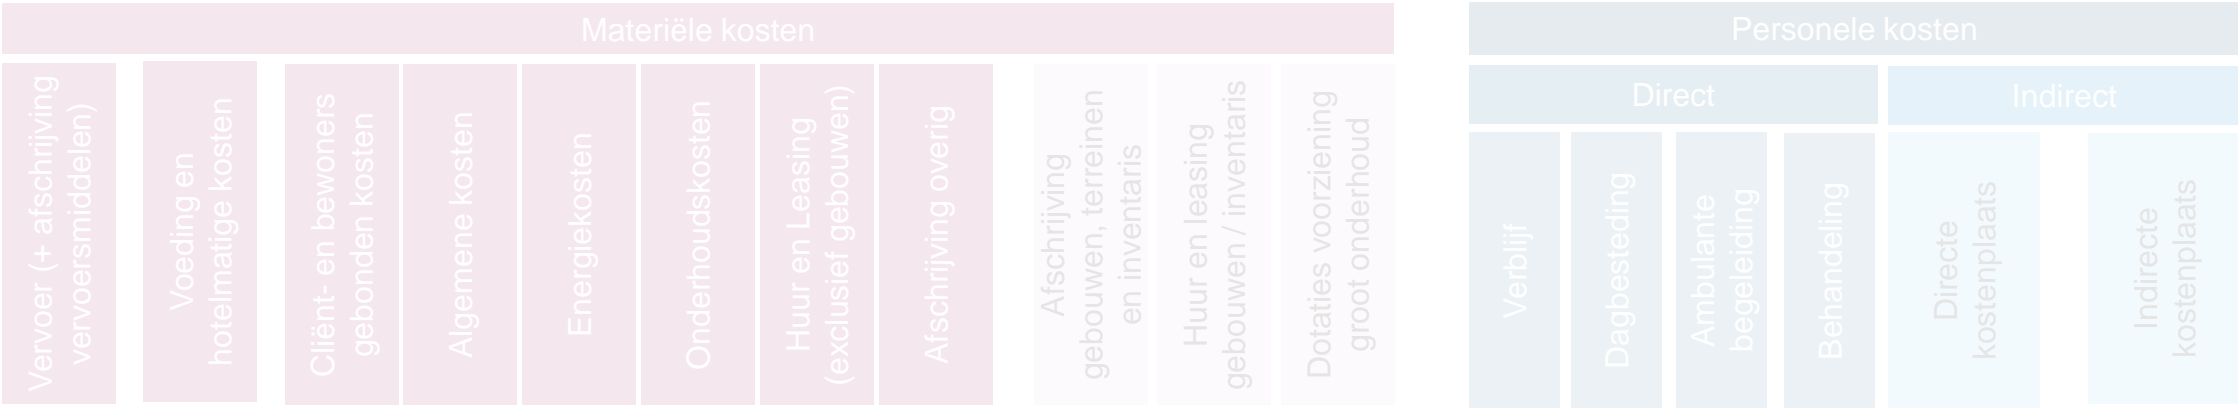 Materiële kosten
Vervoer (+ afschrijving
vervoersmiddelen)
Voeding en
hotelmatige kosten
Cliënt- en bewoners
gebonden kosten
Algemene kosten
Energiekosten
Onderhoudskosten
Huur en Leasing
(exclusief gebouwen)
Afschrijving overig
Afschrijving
gebouwen, terreinen
en inventaris
Huur en leasing
gebouwen / inventaris
Dotaties voorziening
groot onderhoud
Personele kosten
Direct
Verblijf
Dagbesteding
Ambulante
begeleiding
Behandeling
Indirect
Directe
kostenplaats
Indirecte
kostenplaats